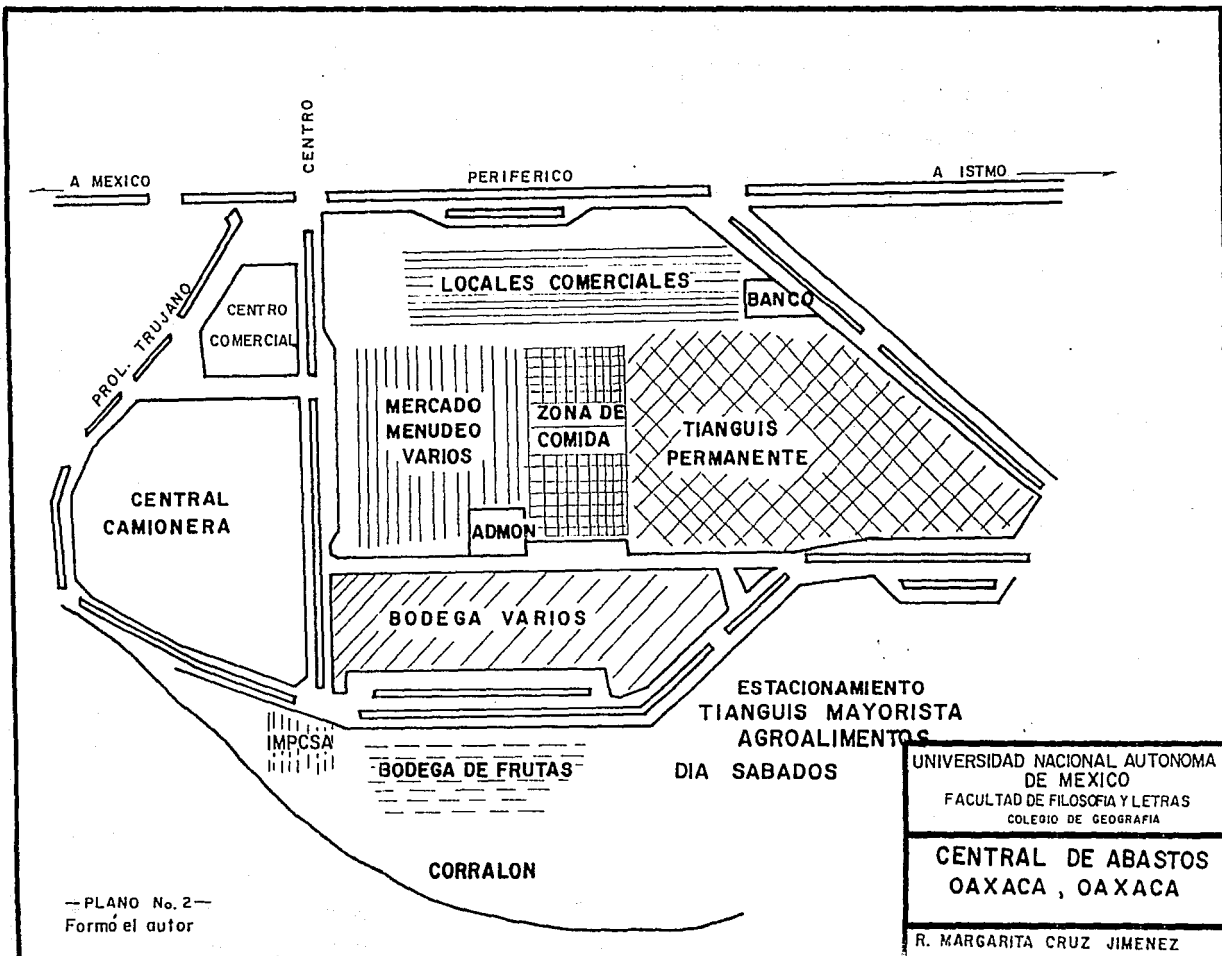 CENTRO
A MEXICO
PERIFERICO
A ISTMO
PROL. TRUJANO
LOCALES COMERCIALES
BANCO
CENTRO
COMERCIAL
MERCADO
MENUDEO
VARIOS
ZONA DE
COMIDA
TIANGUIS
PERMANENTE
CENTRAL
CAMIONERA
ADMON
BODEGA VARIOS
ESTACIONAMIENTO
TIANGUIS MAYORISTA
AGROALIMENTOS
DIA SABADOS
IMPCSA
BODEGA DE FRUTAS
CORRALON
—PLANO No. 2—
Formó el autor
UNIVERSIDAD NACIONAL AUTONOMA
DE MEXICO
FACULTAD DE FILOSOFIA Y LETRAS
COLEGIO DE GEOGRAFIA
CENTRAL DE ABASTOS
OAXACA , OAXACA
R. MARGARITA CRUZ JIMENEZ